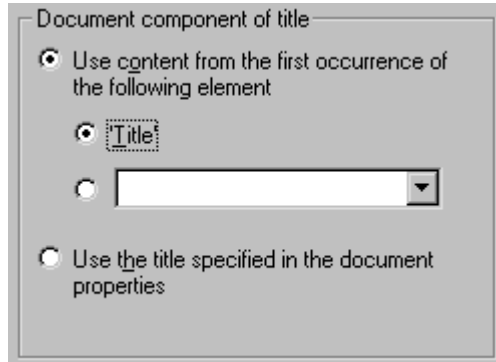 Document component of title
Use content from the first occurrence of
the following element
'Title'
Use the title specified in the document
properties